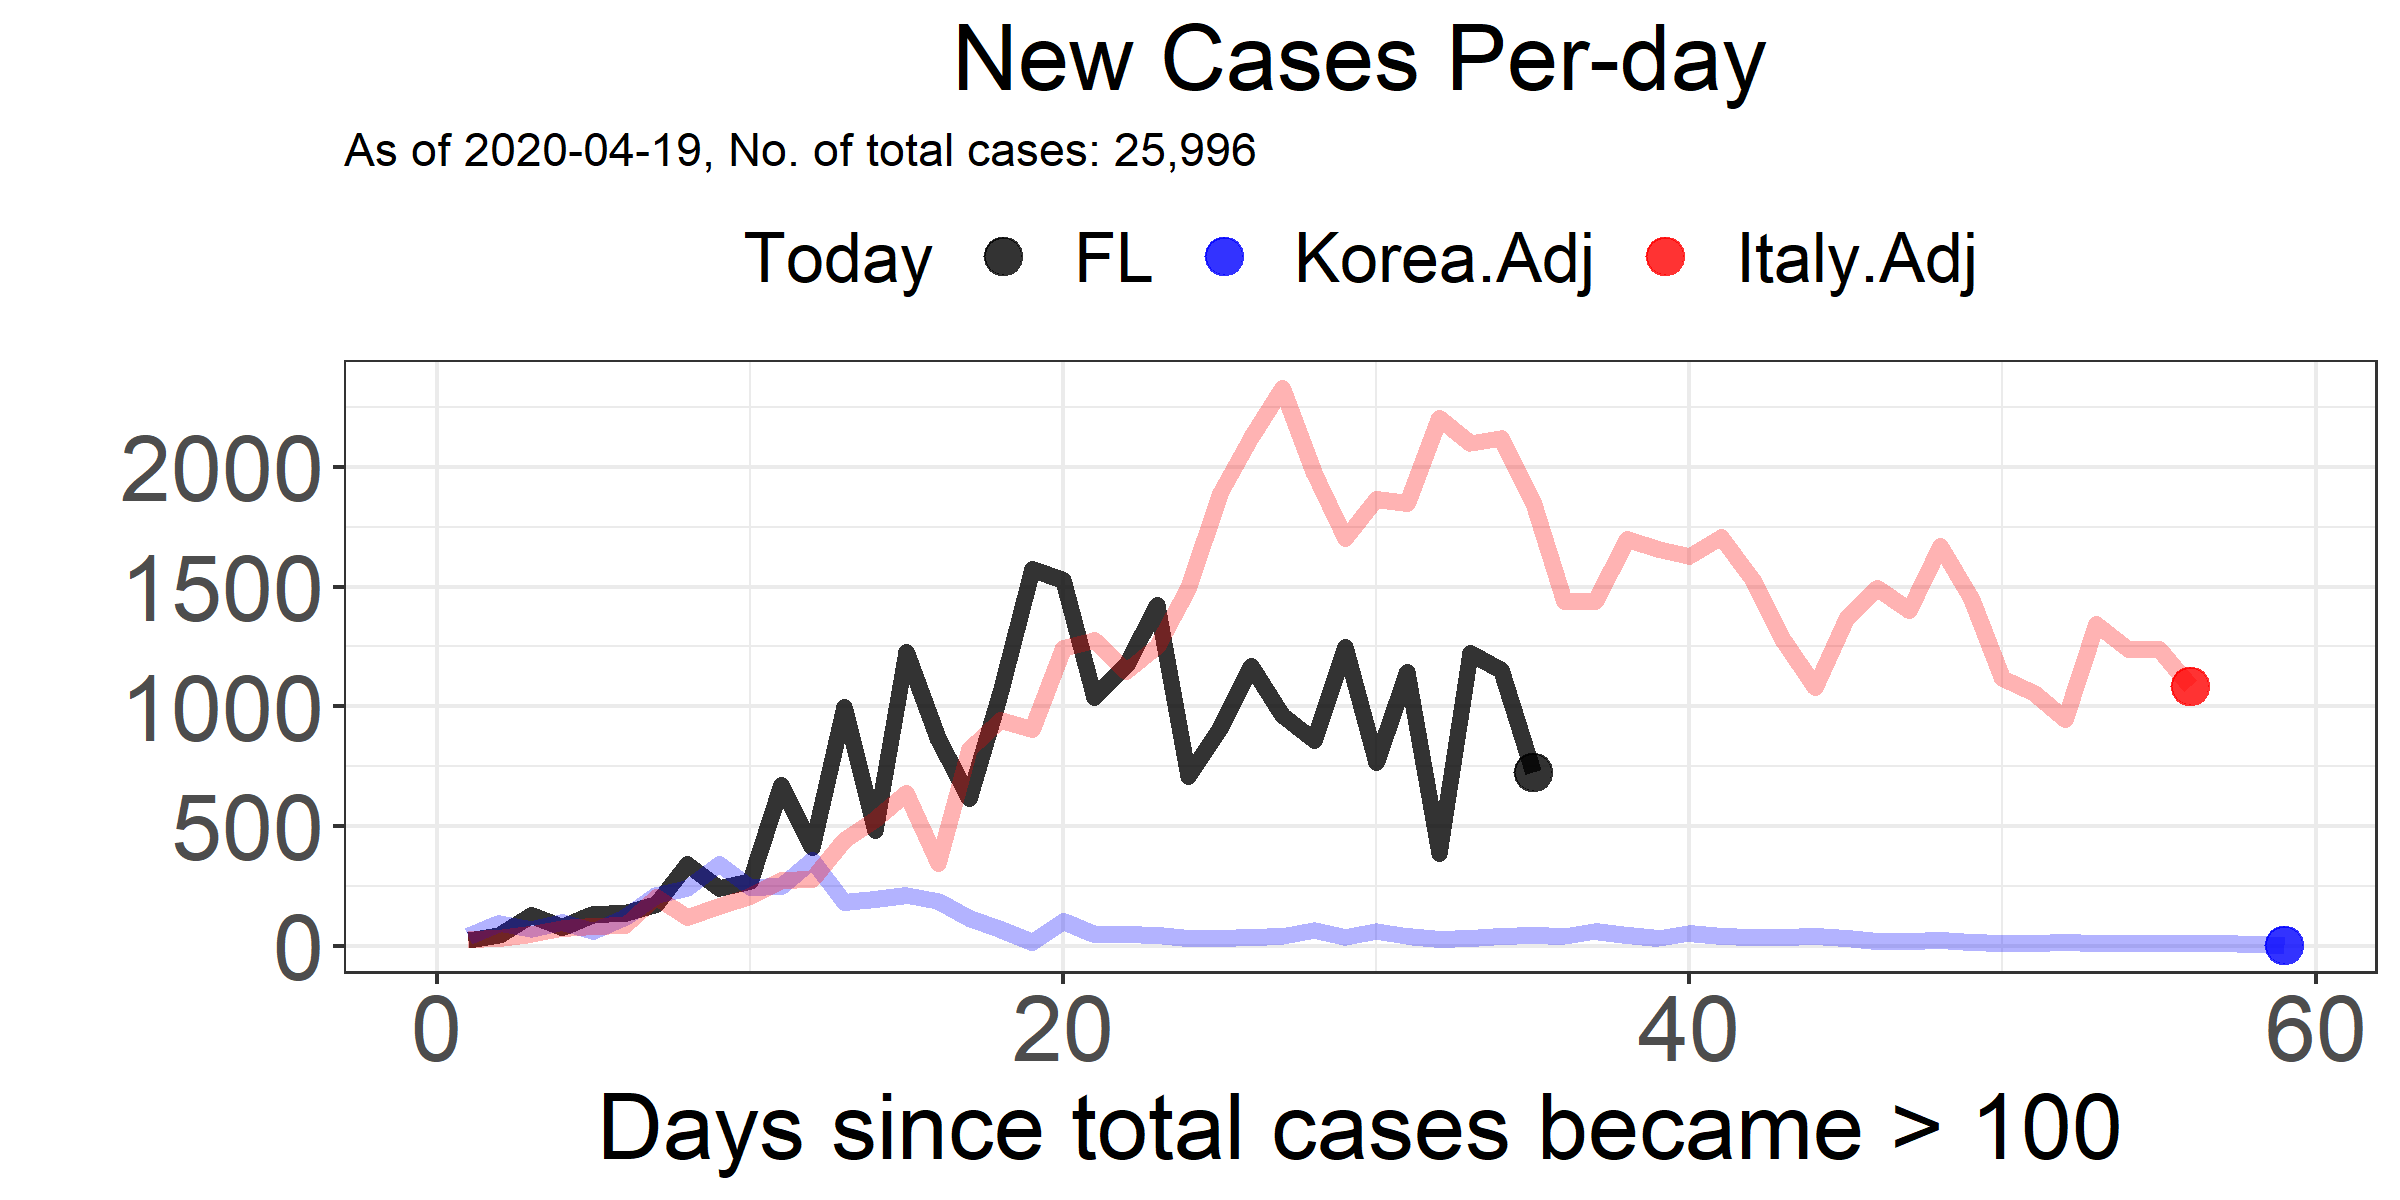 New Cases Per-day
As of 2020-04-19, No. of total cases: 25,996
Today FL Korea.Adj Italy.Adj
2000
1500
1000
500
0
0 20 40 60
Days since total cases became > 100